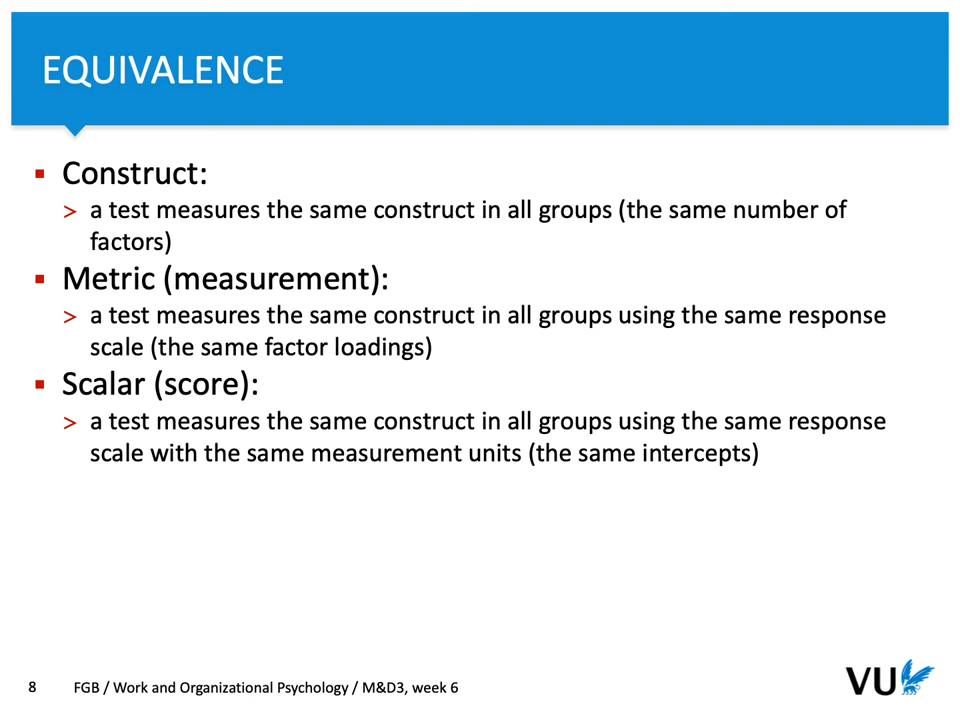 EQUIVALENCE
▪ Construct:
> a test measures the same construct in all groups (the same number of
factors)
▪ Metric (measurement):
> a test measures the same construct in all groups using the same response
scale (the same factor loadings)
▪ Scalar (score):
> a test measures the same construct in all groups using the same response
scale with the same measurement units (the same intercepts)
8 FGB / Work and Organizational Psychology / M&D3, week 6
VU